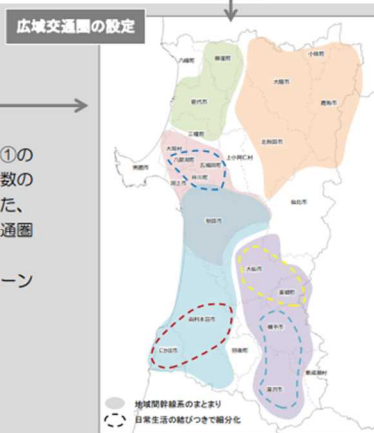 広域交通圏の設定
①の
数の
た、
通圏
ーン
八峰町
藤里町
小坂町
大館市
能代市
鹿角市
三種町
北秋田市
大潟村
上小阿仁村
八郎潟町
五城目町
男鹿市
井川町
潟上市
仙北市
秋田市
大仙市
美郷町
由利本荘市
横手市
にかほ市
羽後町
東成瀬村
湯沢市
地域間幹線系のまとまり
日常生活の結びつきで細分化